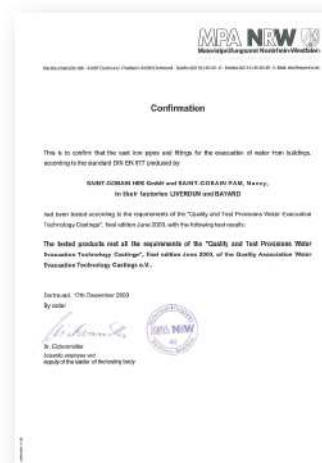 MPA NRW
Materialprüfungsamt Nordrhein-Westfalen
Confirmation
This is to confirm that the cast iron pipes and fittings for the evacuation of water from buildings,
according to the standard DIN EN 877 produced by
SAINT-GOBAIN HES GmbH and SAINT-GOBAIN PAM, Nancy,
in their factories LIVERDUN und BAYARD
had been tested according to the requirements of the "Quality and Test Provisions Water Evacuation
Technology Castings", final edition June 2003, with the following test results:
The tested products met all the requirements of the "Quality and Test Provisions Water
Evacuation Technology Castings", final edition June 2003, of the Quality Association Water
Evacuation Technology Castings e.V..
Dortmund, 17th December 2003
By order
MPA NRW
Scientific employee and
deputy of the leader of the testing body